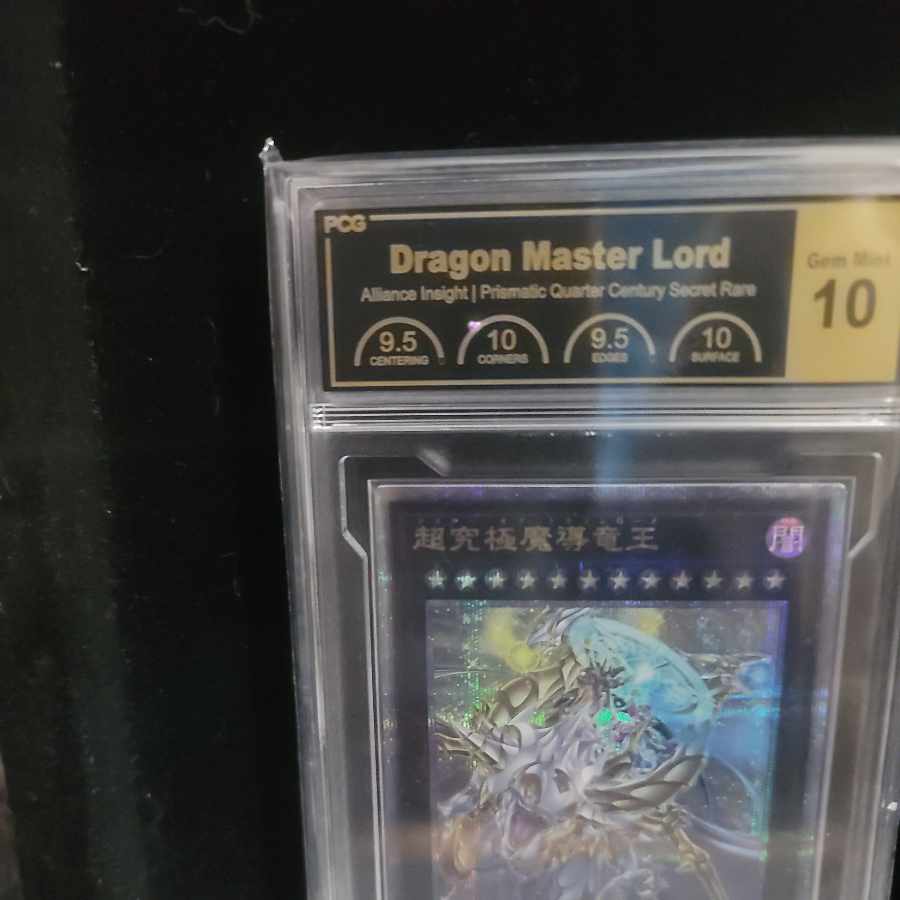 PCG
Dragon Master Lord
Alliance Insight | Prismatic Quarter Century Secret Rare
9.5
CENTERING
10
CORNERS
9.5
EDGES
10
SURFACE
Gem Mint
10
超究極魔導竜王
闇